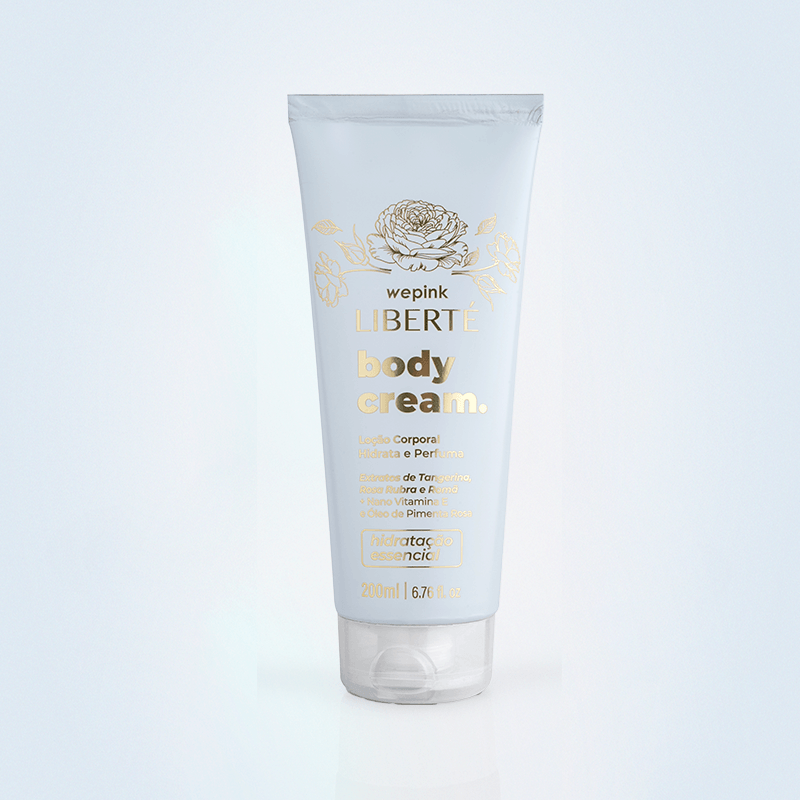 wepink
LIBERTÉ
body
cream.
Loção Corporal
Hidrata e Perfuma
Extratos de Tangerina,
Rosa Rubra e Romã
+ Nano Vitamina E
e Óleo de Pimenta Rosa
hidratação
essencial
200ml | 6.76 fl oz